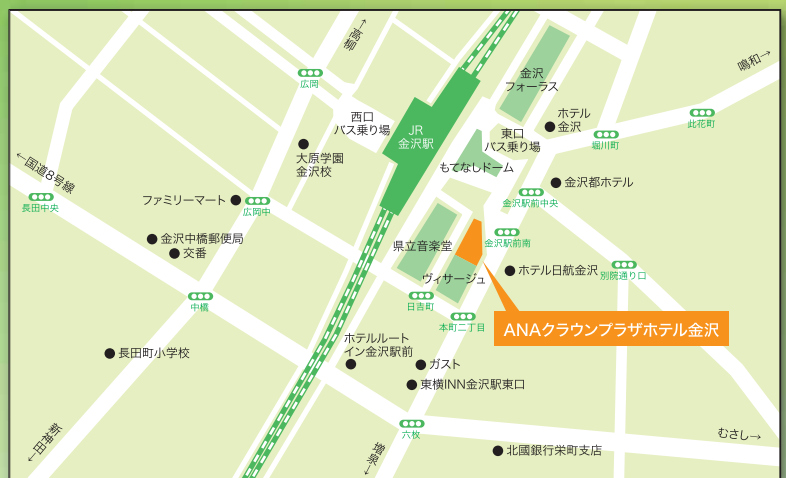 ↑高柳
広岡
西口
バス乗り場
JR
金沢駅
金沢
フォーラス
鳴和→
ホテル
金沢
此花町
堀川町
東口
バス乗り場
もてなしドーム
大原学園
金沢校
←国道8号線
長田中央
ファミリーマート
広岡中
金沢都ホテル
金沢駅前中央
金沢中橋郵便局
交番
県立音楽堂
金沢駅前南
ヴィサージュ
ホテル日航金沢
別院通り口
中橋
日吉町
本町二丁目
ANAクラウンプラザホテル金沢
長田町小学校
ホテルルート
イン金沢駅前
ガスト
東横INN金沢駅東口
六枚
むさし→
新神田→
増泉→
北國銀行栄町支店